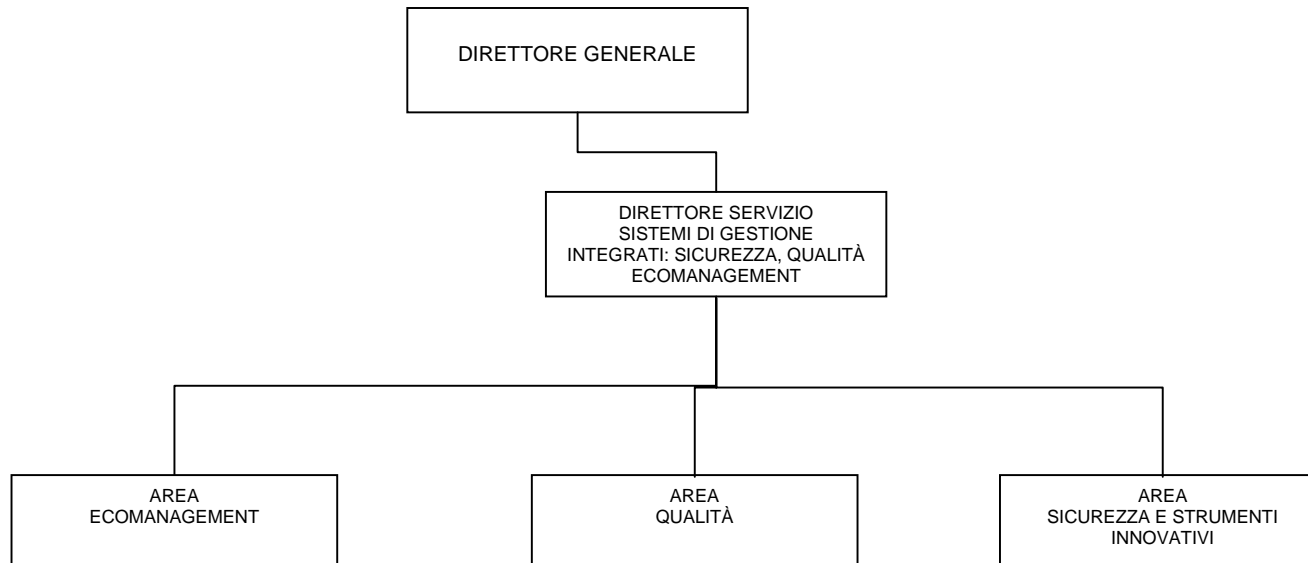 DIRETTORE GENERALE
DIRETTORE SERVIZIO
SISTEMI DI GESTIONE
INTEGRATI: SICUREZZA, QUALITÀ
ECOMANAGEMENT
AREA
ECOMANAGEMENT
AREA
QUALITÀ
AREA
SICUREZZA E STRUMENTI
INNOVATIVI